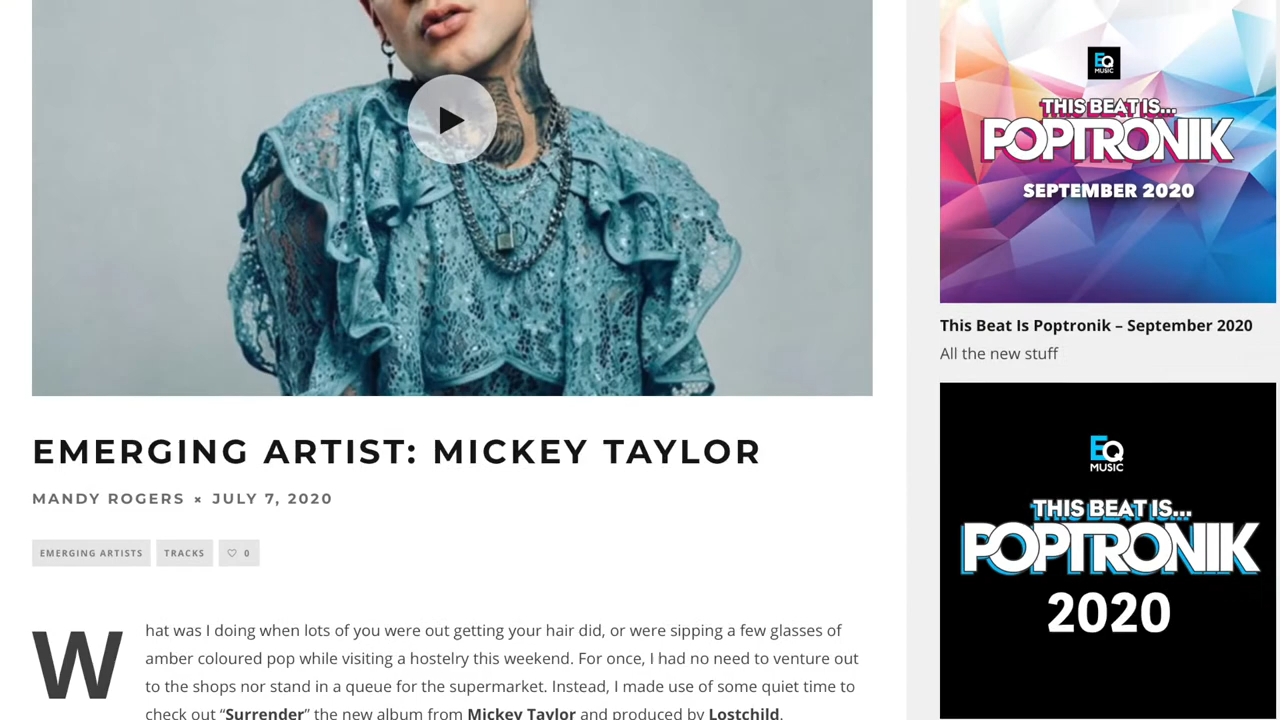 EMERGING ARTIST: MICKEY TAYLOR
MANDY ROGERS × JULY 7, 2020
EMERGING ARTISTS TRACKS 0
What was I doing when lots of you were out getting your hair did, or were sipping a few glasses of
amber coloured pop while visiting a hostelry this weekend. For once, I had no need to venture out
to the shops nor stand in a queue for the supermarket. Instead, I made use of some quiet time to
check out “Surrender” the new album from Mickey Taylor and produced by Lostchild.
EQ
MUSIC
THIS BEAT IS...
POPTRONIK
SEPTEMBER 2020
This Beat Is Poptronik – September 2020
All the new stuff
EQ
MUSIC
THIS BEAT IS...
POPTRONIK
2020